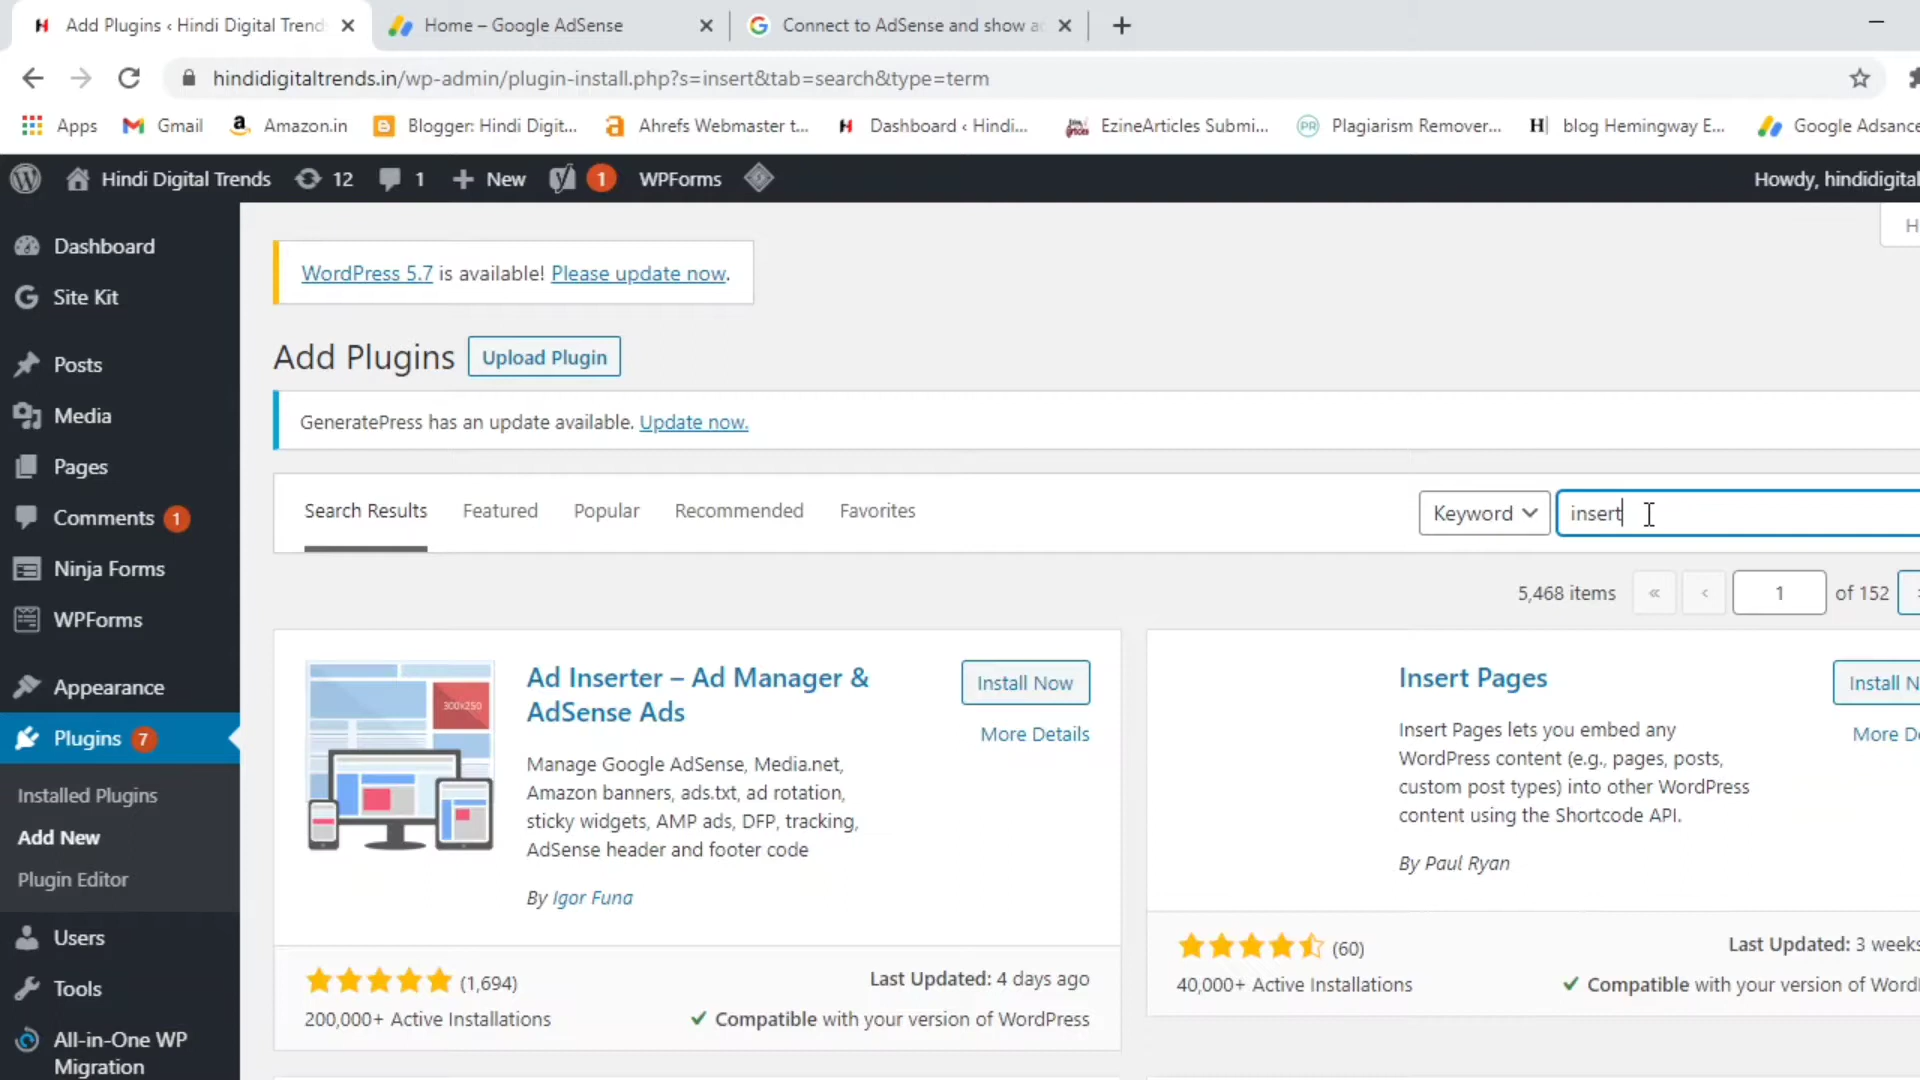 Add Plugins ‹ Hindi Digital Trend
Home – Google AdSense
Connect to AdSense and show a
hindidigitaltrends.in/wp-admin/plugin-install.php?s=insert&tab=search&type=term
Apps
Gmail
Amazon.in
Blogger: Hindi Digit...
Ahrefs Webmaster t...
Dashboard ‹ Hindi...
EzineArticles Submi...
PR
Plagiarism Remover...
blog Hemingway E...
Google Adsance
Hindi Digital Trends
12
1
New
1
WPForms
Howdy, hindidigital
H
Dashboard
Site Kit
Posts
Media
Pages
Comments 1
Ninja Forms
WPForms
Appearance
Plugins 7
Installed Plugins
Add New
Plugin Editor
Users
Tools
All-in-One WP
Migration
WordPress 5.7 is available! Please update now.
Add Plugins
Upload Plugin
GeneratePress has an update available. Update now.
Search Results
Featured
Popular
Recommended
Favorites
Keyword
insert
5,468 items
«
‹
1
of 152
300x250
Ad Inserter – Ad Manager &
AdSense Ads
Install Now
More Details
Manage Google AdSense, Media.net,
Amazon banners, ads.txt, ad rotation,
sticky widgets, AMP ads, DFP, tracking,
AdSense header and footer code
By Igor Funa
(1,694)
200,000+ Active Installations
Last Updated: 4 days ago
Compatible with your version of WordPress
Insert Pages
Install N
More De
Insert Pages lets you embed any
WordPress content (e.g., pages, posts,
custom post types) into other WordPress
content using the Shortcode API.
By Paul Ryan
(60)
40,000+ Active Installations
Last Updated: 3 weeks
Compatible with your version of Word